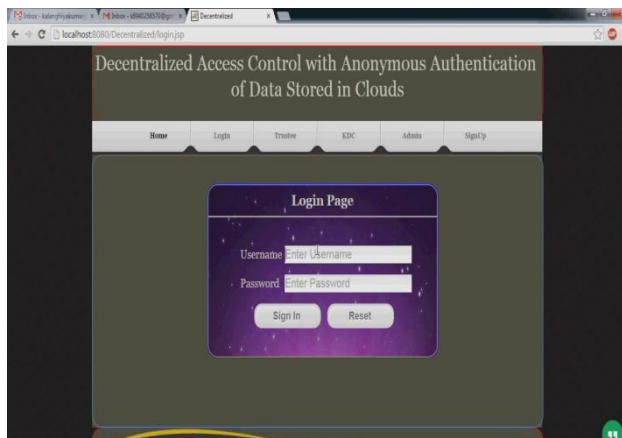 Decentralized
localhost:8080/Decentralized/login.jsp
Decentralized Access Control with Anonymous Authentication
of Data Stored in Clouds
Home Login Trustee KDC Admin SignUp
Login Page
Username Enter Username
Password Enter Password
Sign In Reset